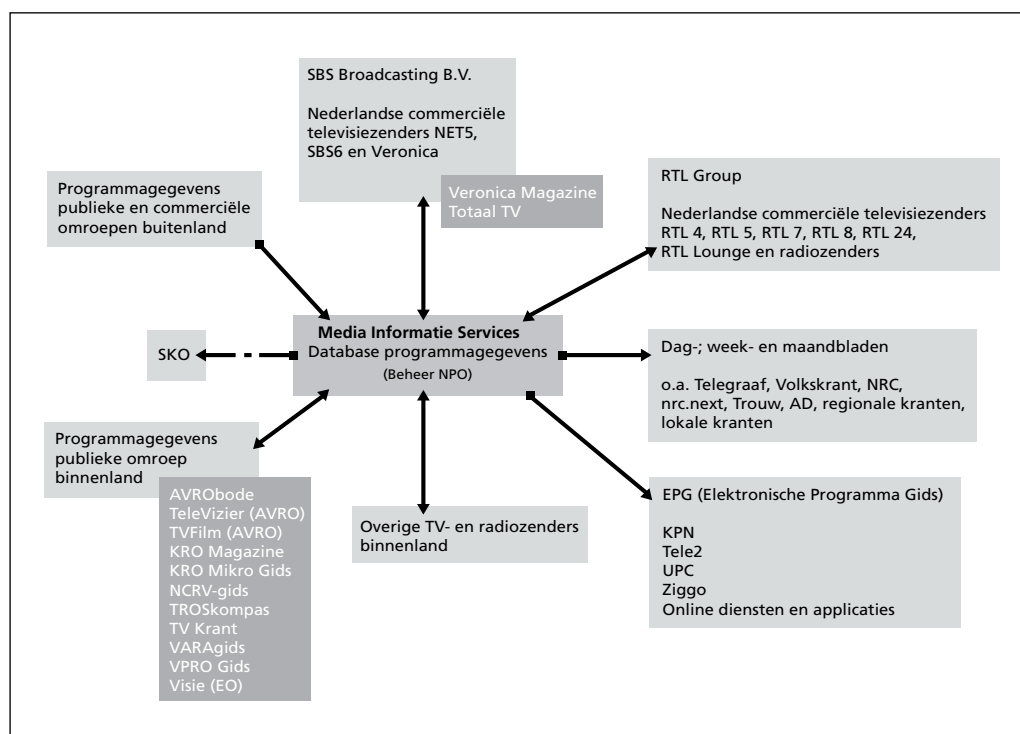 SBS Broadcasting B.V.
Nederlandse commerciële
televisiezenders NET5,
SBS6 en Veronica
Veronica Magazine
Totaal TV
Programmagegevens
publieke en commerciële
omroepen buitenland
RTL Group
Nederlandse commerciële televisiezenders
RTL 4, RTL 5, RTL 7, RTL 8, RTL 24,
RTL Lounge en radiozenders
Media Informatie Services
Database programmagegevens
(Beheer NPO)
SKO
Dag-; week- en maandbladen
o.a. Telegraaf, Volkskrant, NRC,
nrc.next, Trouw, AD, regionale kranten,
lokale kranten
Programmagegevens
publieke omroep
binnenland
AVRObode
TeleVizier (AVRO)
TVFilm (AVRO)
KRO Magazine
KRO Mikro Gids
NCRV-gids
TROSkompas
TV Krant
VARAgids
VPRO Gids
Visie (EO)
Overige TV- en radiozenders
binnenland
EPG (Elektronische Programma Gids)
KPN
Tele2
UPC
Ziggo
Online diensten en applicaties